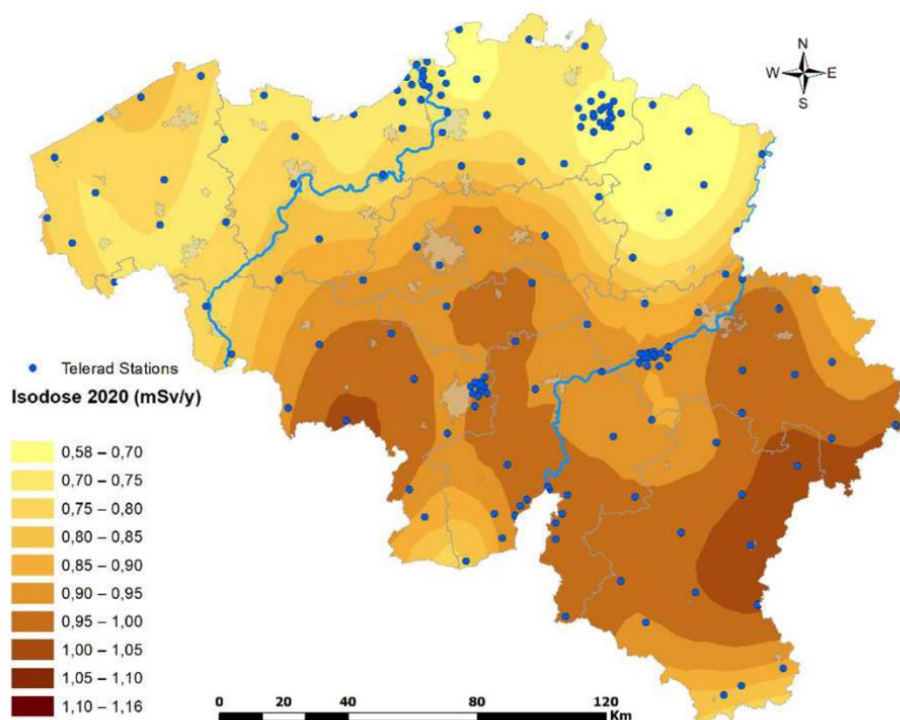 N
W E
S
Telerad Stations
Isodose 2020 (mSv/y)
0,58 – 0,70
0,70 – 0,75
0,75 – 0,80
0,80 – 0,85
0,85 – 0,90
0,90 – 0,95
0,95 – 1,00
1,00 – 1,05
1,05 – 1,10
1,10 – 1,16
0 20 40 80 120
Km